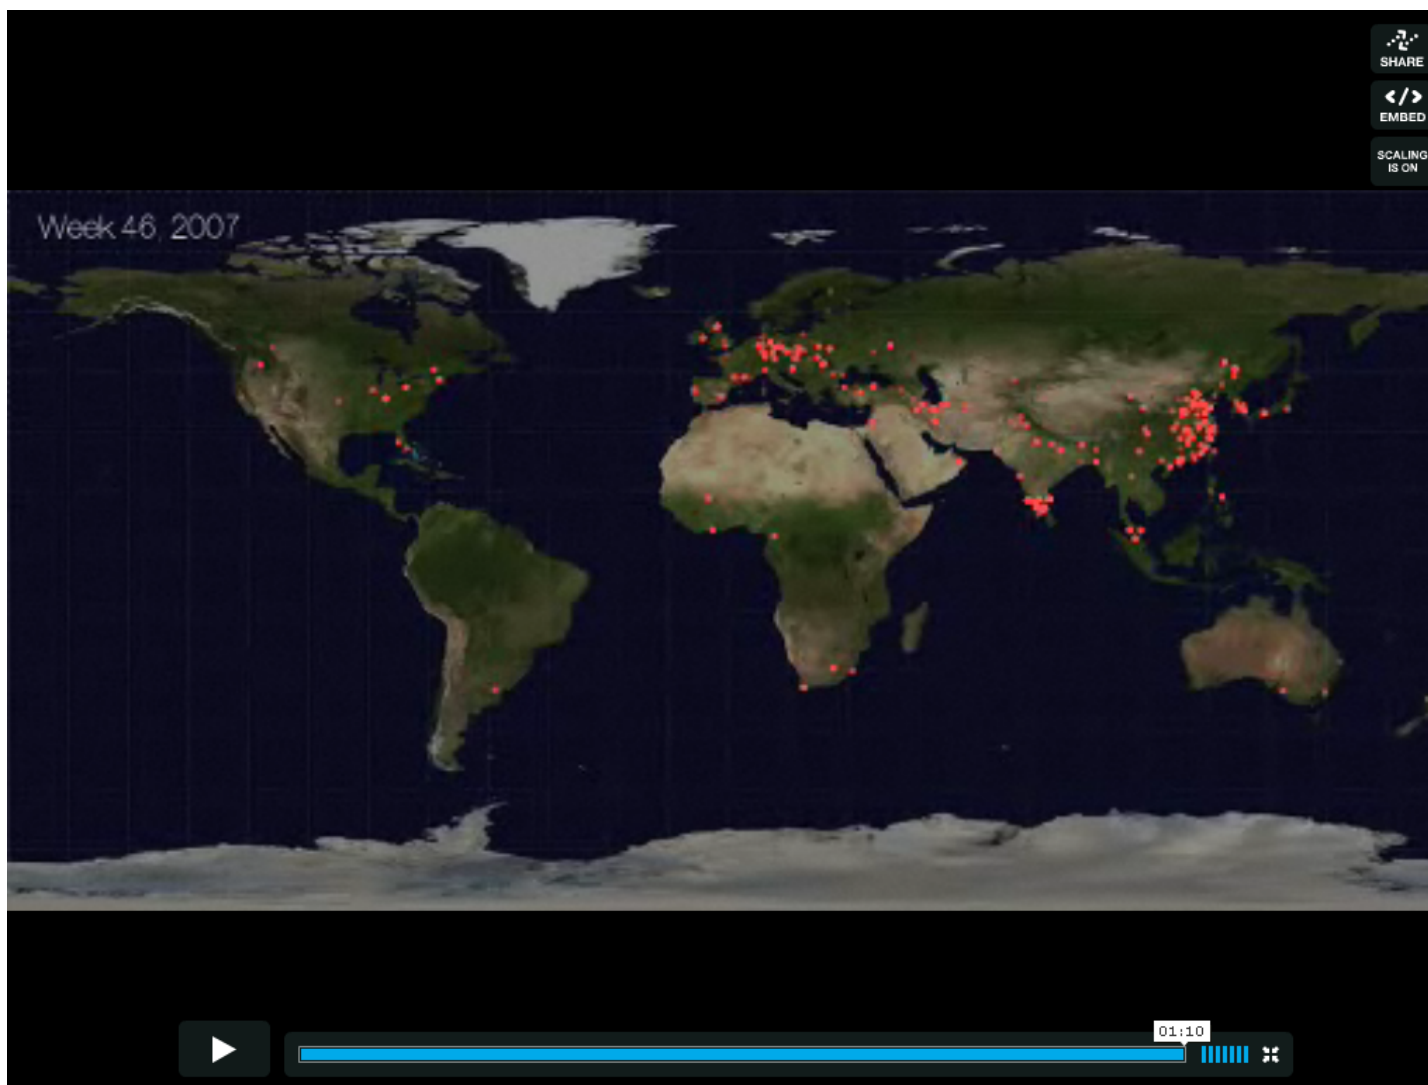 SHARE
</>
EMBED
SCALING
IS ON
Week 46, 2007
01:10